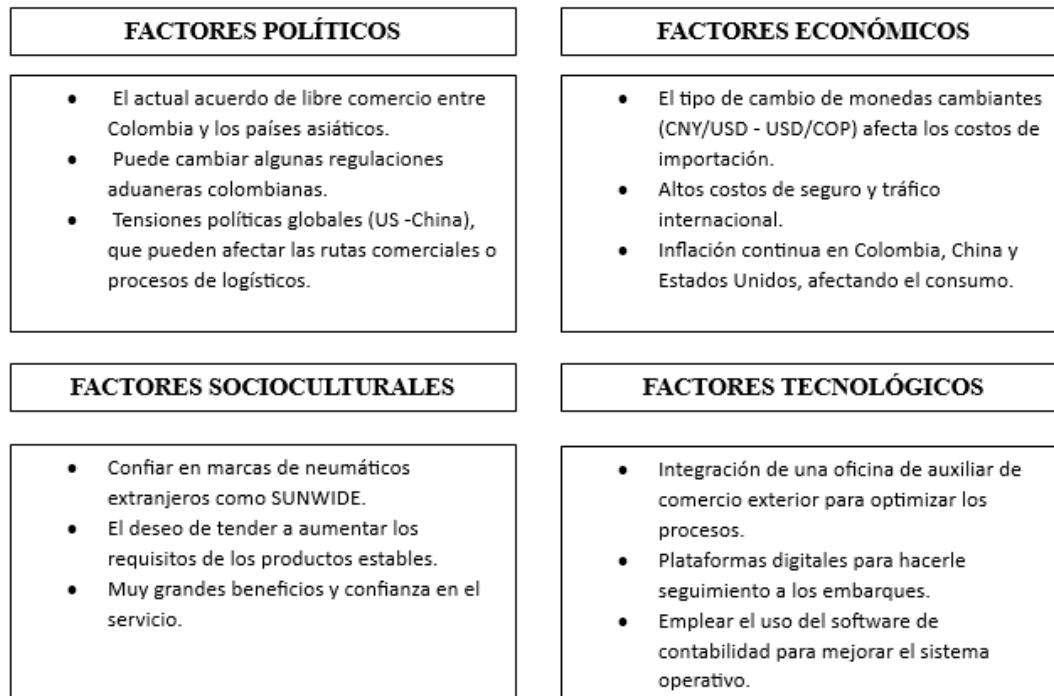 FACTORES POLÍTICOS
• El actual acuerdo de libre comercio entre
Colombia y los países asiáticos.
• Puede cambiar algunas regulaciones
aduaneras colombianas.
• Tensiones políticas globales (US -China),
que pueden afectar las rutas comerciales o
procesos de logísticos.
FACTORES ECONÓMICOS
• El tipo de cambio de monedas cambiantes
(CNY/USD - USD/COP) afecta los costos de
importación.
• Altos costos de seguro y tráfico
internacional.
• Inflación continua en Colombia, China y
Estados Unidos, afectando el consumo.
FACTORES SOCIOCULTURALES
• Confiar en marcas de neumáticos
extranjeros como SUNWIDE.
• El deseo de tender a aumentar los
requisitos de los productos estables.
• Muy grandes beneficios y confianza en el
servicio.
FACTORES TECNOLÓGICOS
• Integración de una oficina de auxiliar de
comercio exterior para optimizar los
procesos.
• Plataformas digitales para hacerle
seguimiento a los embarques.
• Emplear el uso del software de
contabilidad para mejorar el sistema
operativo.